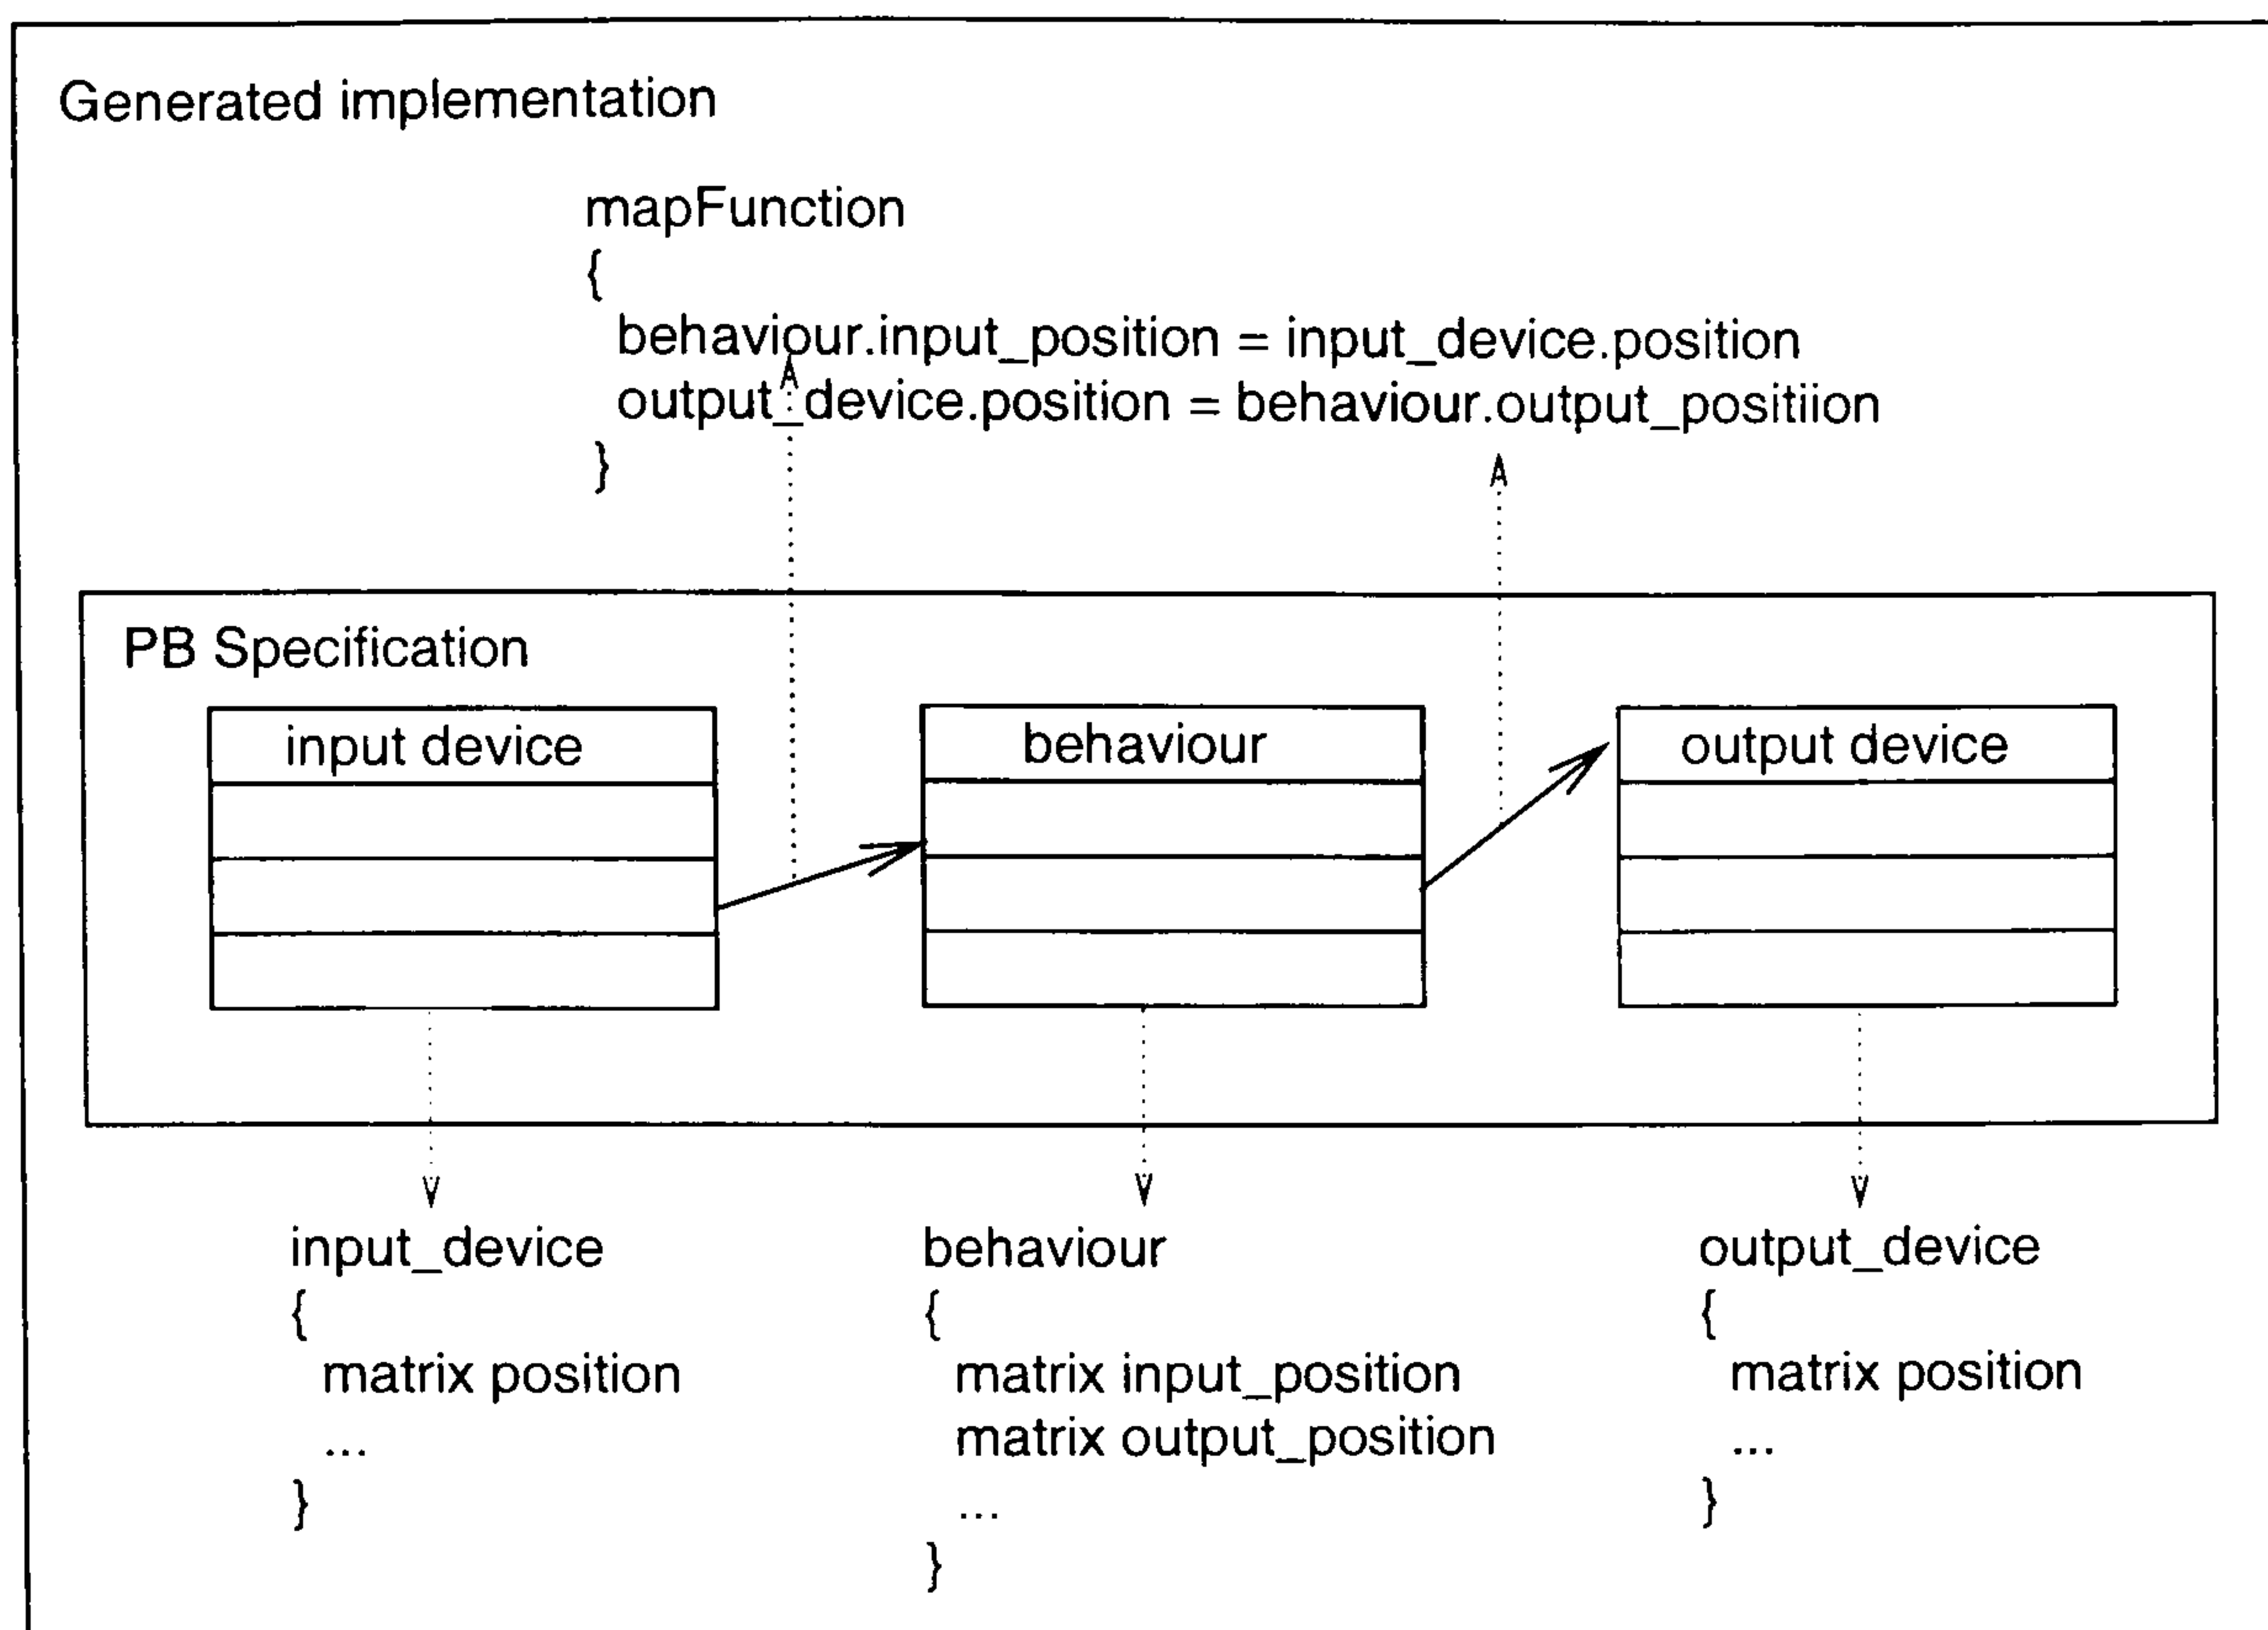 Generated implementation
mapFunction
{
behaviour.input_position = input_device.position
output_device.position = behaviour.output_positiion
}
PB Specification
input device
behaviour
output device
input_device
{
matrix position
...
}
behaviour
{
matrix input_position
matrix output_position
...
}
output_device
{
matrix position
...
}